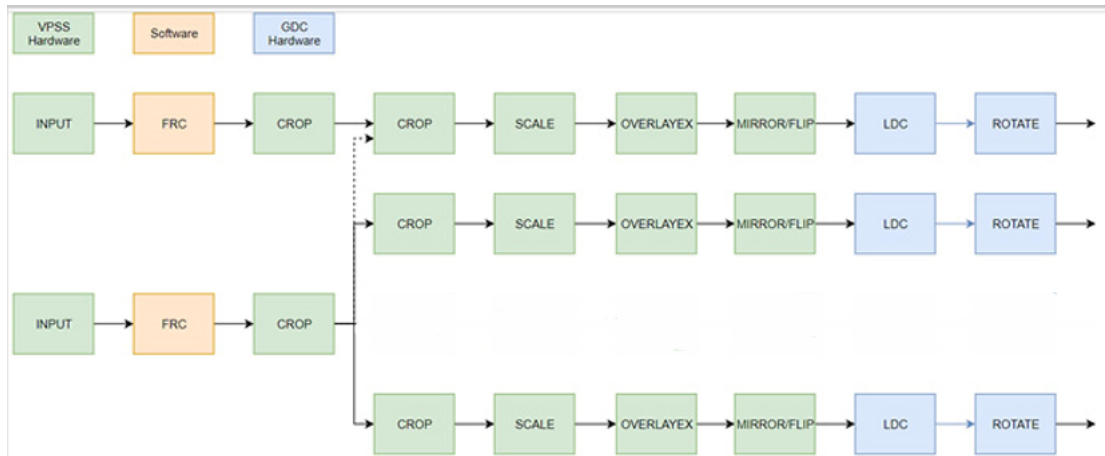 VPSS
Hardware
Software
GDC
Hardware
INPUT
FRC
CROP
CROP
SCALE
OVERLAYEX
MIRROR/FLIP
LDC
ROTATE
CROP
SCALE
OVERLAYEX
MIRROR/FLIP
LDC
ROTATE
INPUT
FRC
CROP
CROP
SCALE
OVERLAYEX
MIRROR/FLIP
LDC
ROTATE